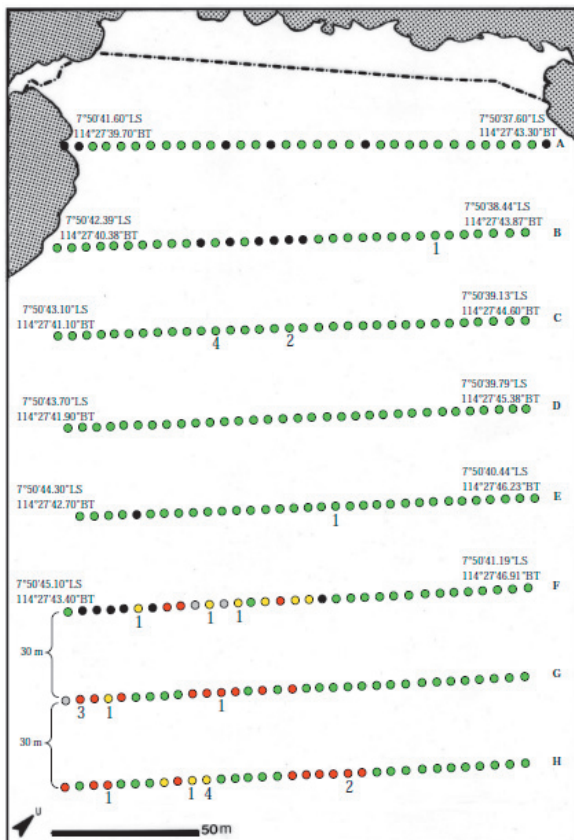 7°50'41.60"LS
114°27'39.70"BT
7°50'37.60"LS
114°27'43.30"BT
A
7°50'42.39"LS
114°27'40.38"BT
7°50'38.44"LS
114°27'43.87"BT
B
1
7°50'43.10"LS
114°27'41.10"BT
7°50'39.13"LS
114°27'44.60"BT
C
4 2
7°50'43.70"LS
114°27'41.90"BT
7°50'39.79"LS
114°27'45.38"BT
D
7°50'44.30"LS
114°27'42.70"BT
7°50'40.44"LS
114°27'46.23"BT
E
1
7°50'45.10"LS
114°27'43.40"BT
7°50'41.19"LS
114°27'46.91"BT
F
1 1 1
30 m
G
3 1 1
30 m
H
1 1 4 2
U
50 m